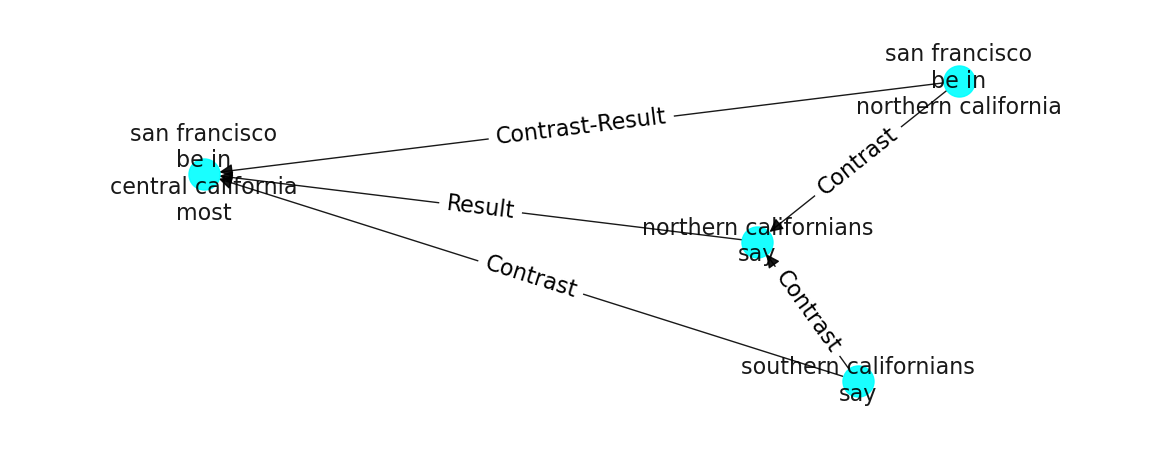 san francisco
be in
northern california
Contrast-Result
san francisco
be in
central california
most
Contrast
Result
northern californians
say
Contrast
Contrast
southern californians
say